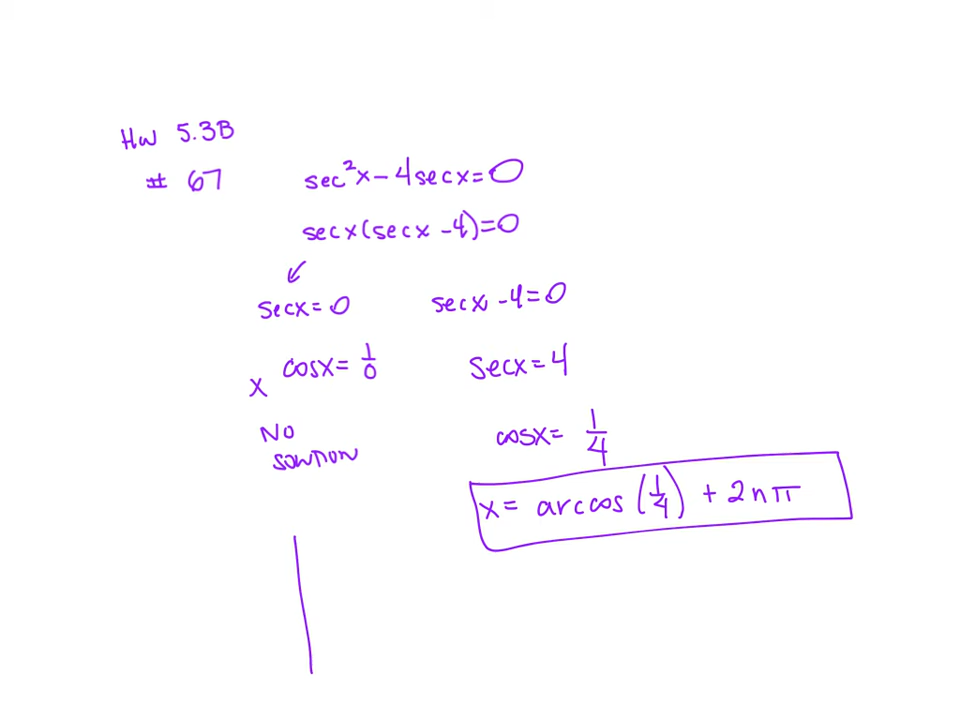 HW 5.3B
# 67
sec²x - 4secx = 0
secx(secx - 4) = 0
secx = 0
secx - 4 = 0
x cosx = 1/0
secx = 4
NO
SOLUTION
cosx = 1/4
x = arccos(1/4) + 2nπ